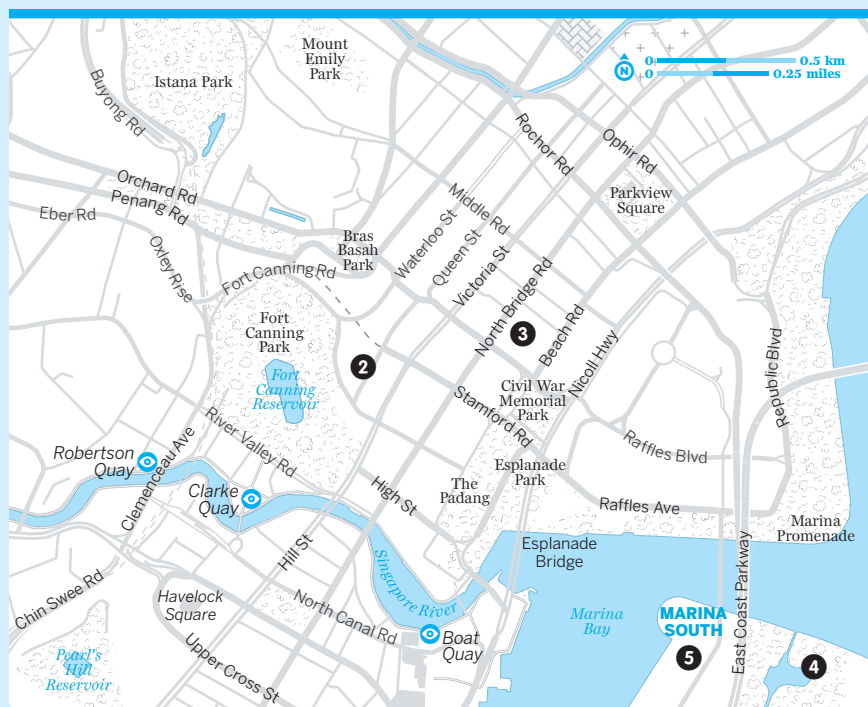 Mount
Emily
Park
Istana Park
Buyong Rd
N
0 0.5 km
0 0.25 miles
Rochor Rd
Ophir Rd
Orchard Rd
Penang Rd
Eber Rd
Middle Rd
Parkview
Square
Oxley Rise
Bras
Basah
Park
Waterloo St
Queen St
Victoria St
Fort Canning Rd
North Bridge Rd
Beach Rd
Nicoll Hwy
Republic Blvd
Fort
Canning
Park
3
2
Fort
Canning
Reservoir
Civil War
Memorial
Park
Stamford Rd
River Valley Rd
Raffles Blvd
Robertson
Quay
Clemenceau Ave
Clarke
Quay
High St
The
Padang
Esplanade
Park
Raffles Ave
Marina
Promenade
Hill St
Esplanade
Bridge
Chin Swee Rd
Havelock
Square
Singapore River
North Canal Rd
Marina
Bay
MARINA
SOUTH
East Coast Parkway
Boat
Quay
Upper Cross St
Pearl's
Hill
Reservoir
5
4